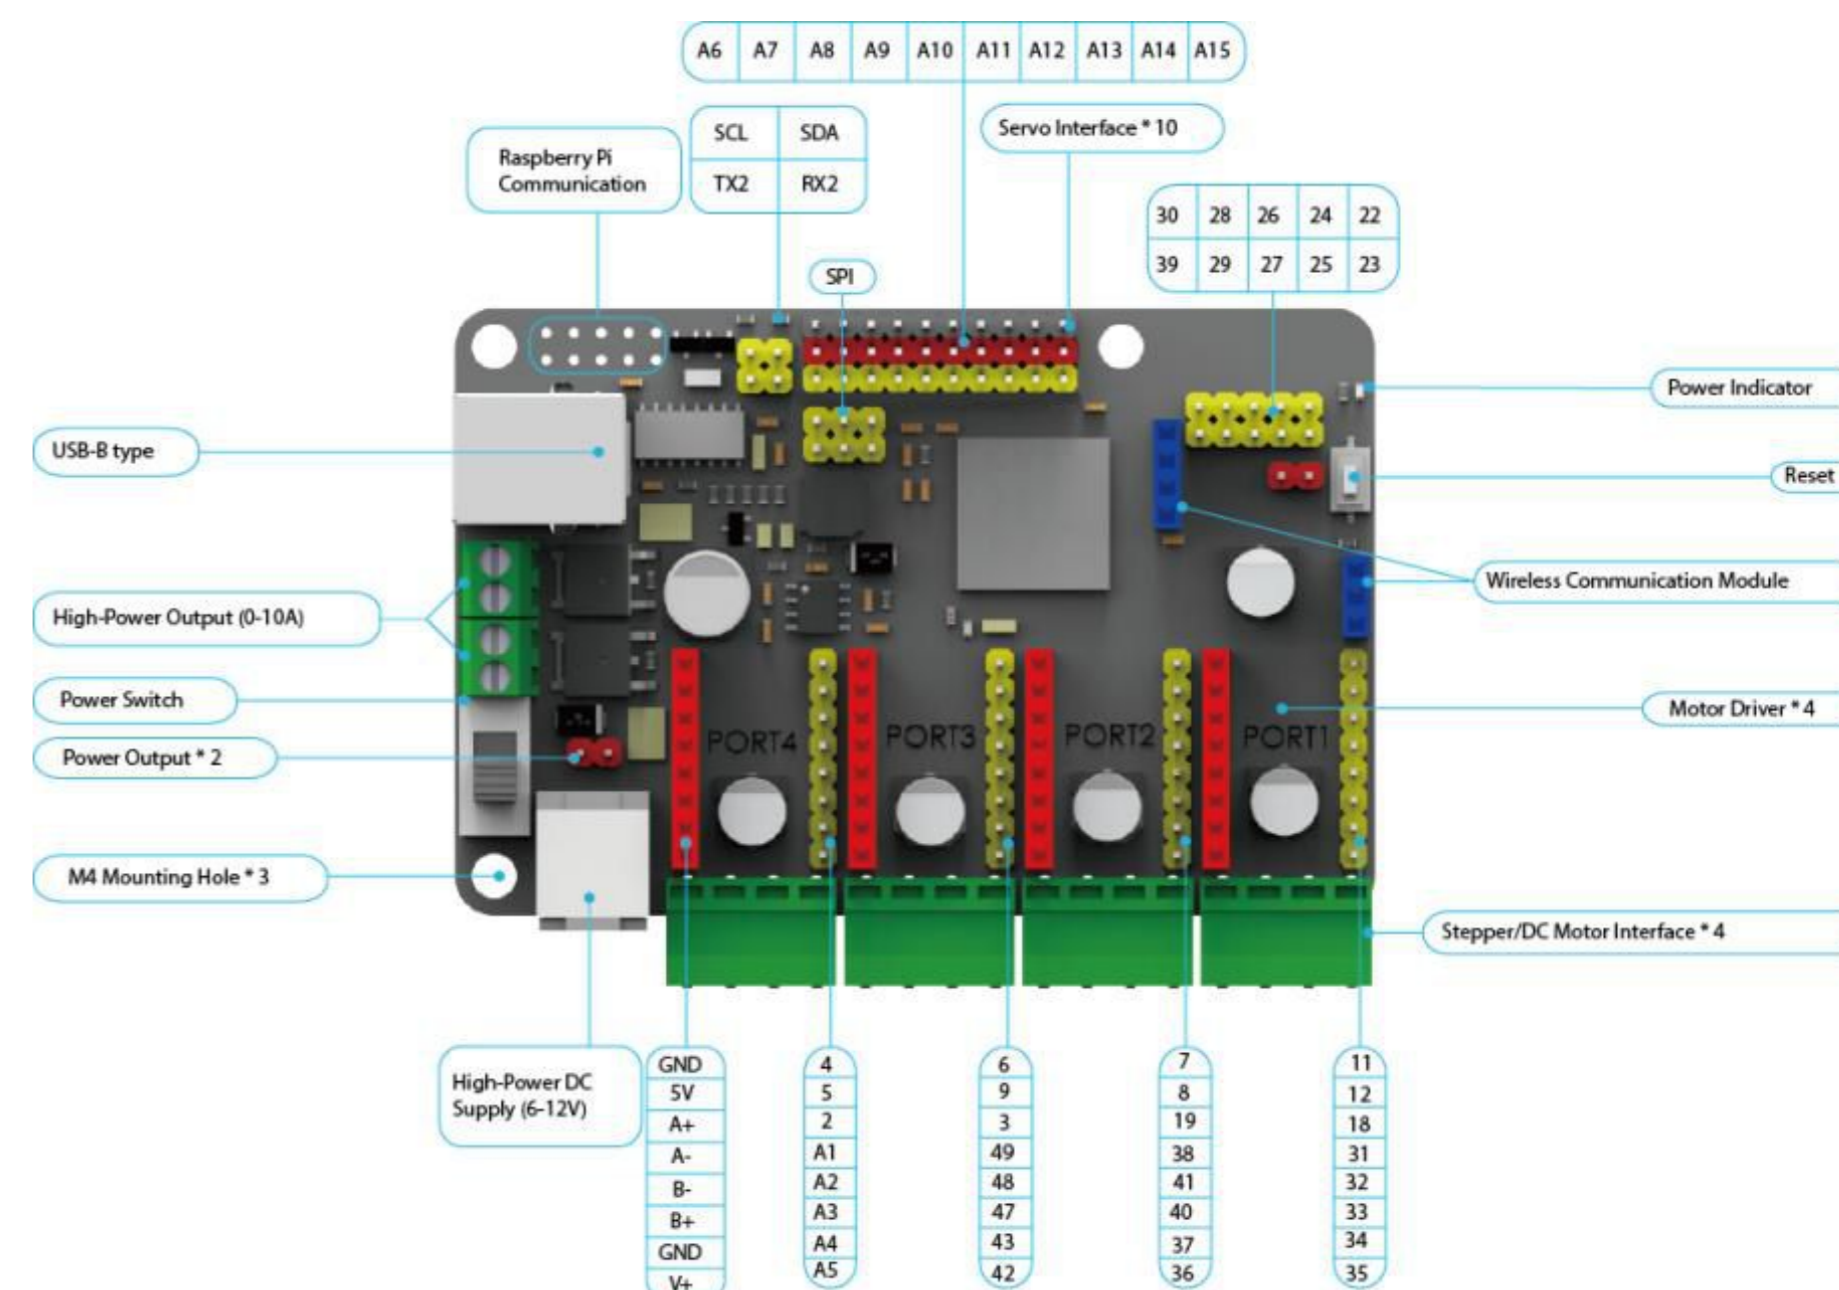 A6 A7 A8 A9 A10 A11 A12 A13 A14 A15
SCL SDA
TX2 RX2
Servo Interface * 10
Raspberry Pi
Communication
30 28 26 24 22
39 29 27 25 23
SPI
Power Indicator
USB-B type
Reset
Wireless Communication Module
High-Power Output (0-10A)
Power Switch
Motor Driver * 4
PORT4 PORT3 PORT2 PORT1
Power Output * 2
M4 Mounting Hole * 3
Stepper/DC Motor Interface * 4
High-Power DC
Supply (6-12V)
GND 4 6 7 11
5V 5 9 8 12
A+ 2 3 19 18
A- A1 49 38 31
B- A2 48 41 32
B+ A3 47 40 33
GND A4 43 37 34
V+ A5 42 36 35